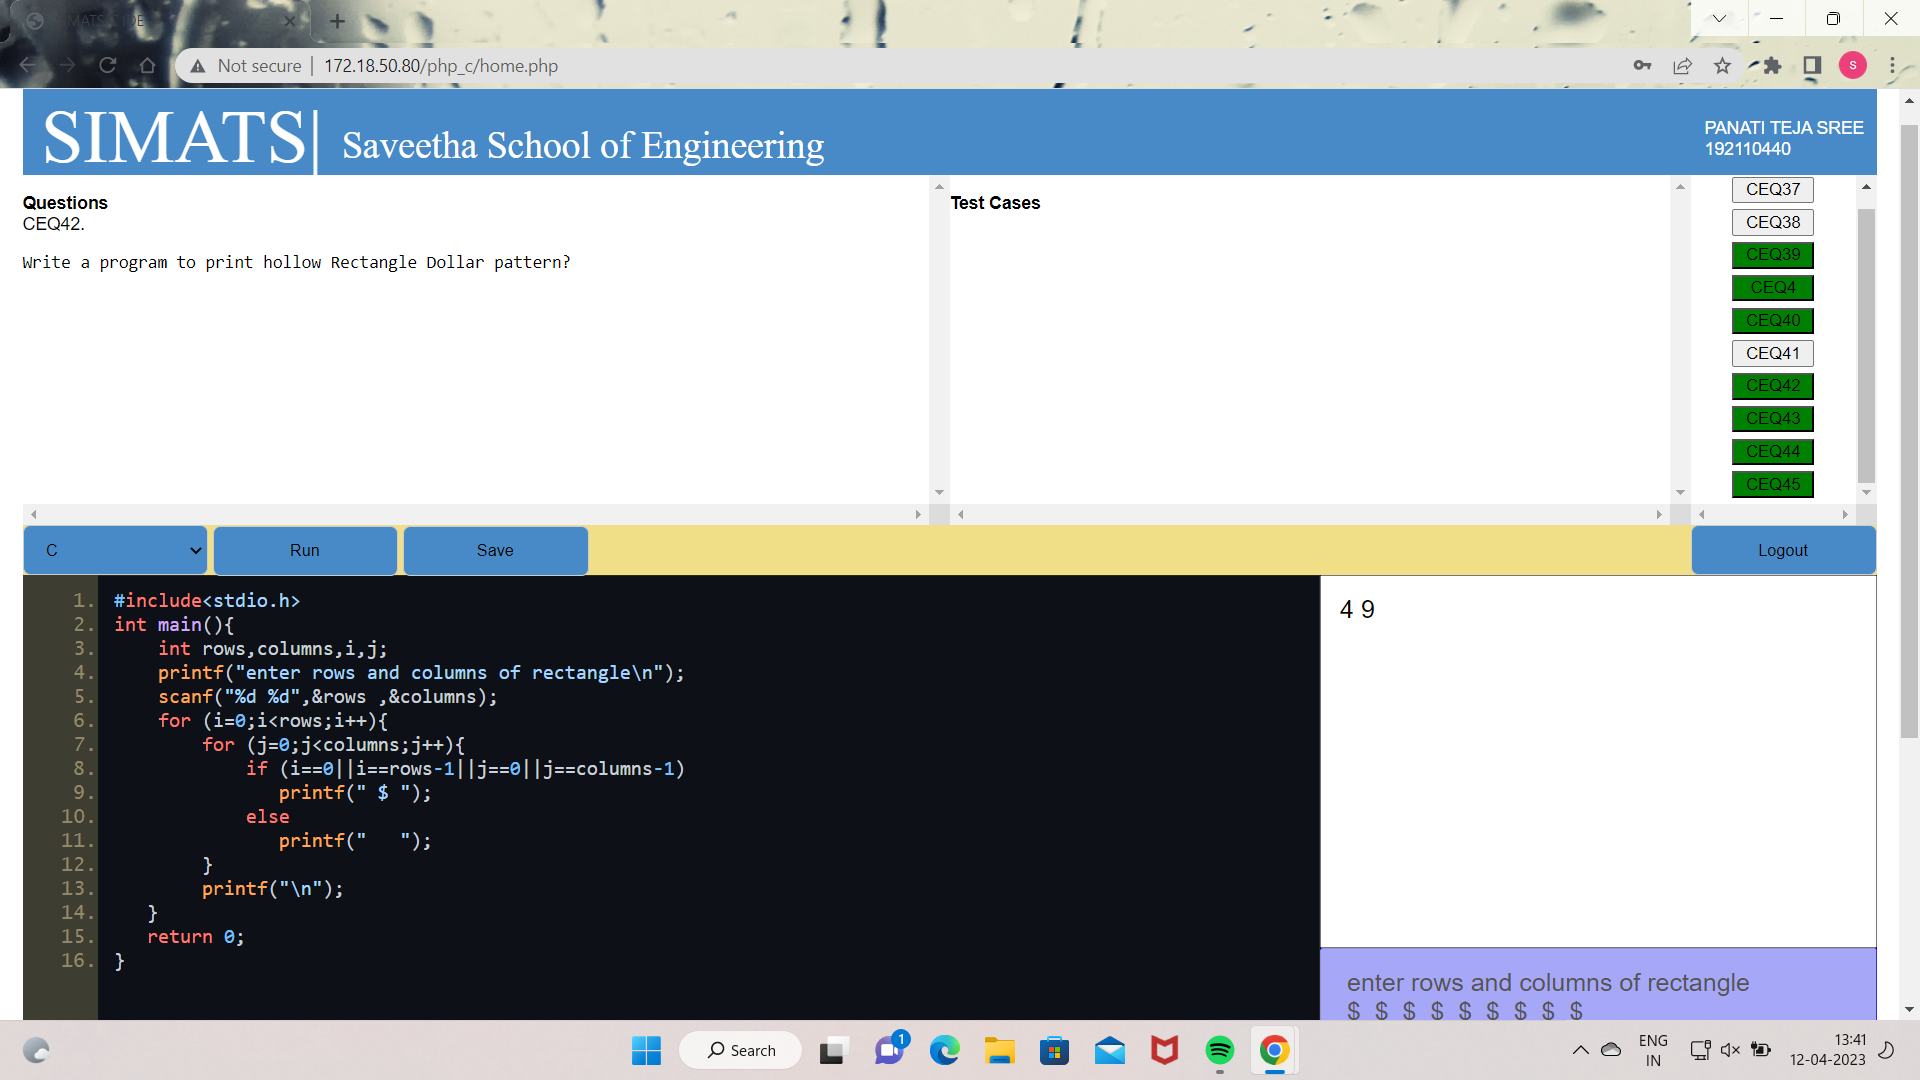 SIMATS C IDE
Not secure | 172.18.50.80/php_c/home.php
S
SIMATS| Saveetha School of Engineering
PANATI TEJA SREE
192110440
Questions
CEQ42.
Write a program to print hollow Rectangle Dollar pattern?
Test Cases
CEQ37
CEQ38
CEQ39
CEQ4
CEQ40
CEQ41
CEQ42
CEQ43
CEQ44
CEQ45
C
Run
Save
Logout
1. #include<stdio.h>
2. int main(){
3. int rows,columns,i,j;
4. printf("enter rows and columns of rectangle\n");
5. scanf("%d %d",&rows ,&columns);
6. for (i=0;i<rows;i++){
7. for (j=0;j<columns;j++){
8. if (i==0||i==rows-1||j==0||j==columns-1)
9. printf(" $ ");
10. else
11. printf("   ");
12. }
13. printf("\n");
14. }
15. return 0;
16. }
4 9
enter rows and columns of rectangle
$ $ $ $ $ $ $ $ $
Search
1
ENG
IN
13:41
12-04-2023